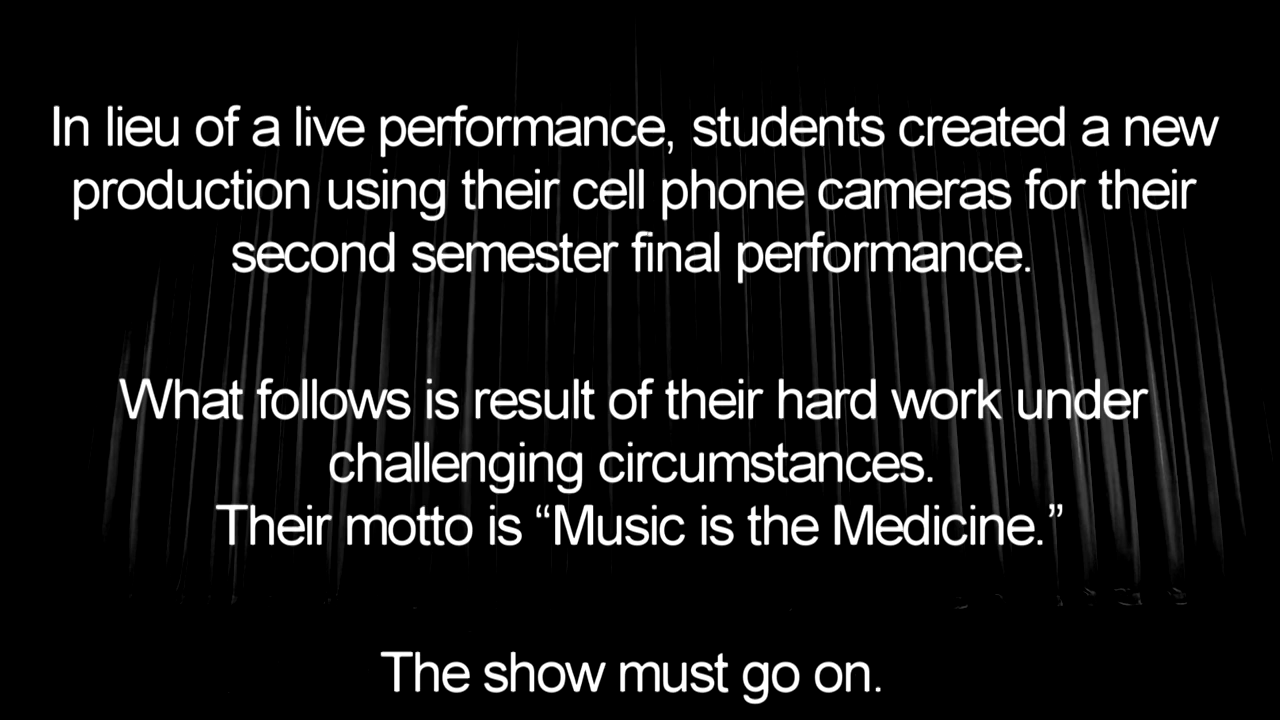 In lieu of a live performance, students created a new
production using their cell phone cameras for their
second semester final performance.
What follows is result of their hard work under
challenging circumstances.
Their motto is “Music is the Medicine.”
The show must go on.